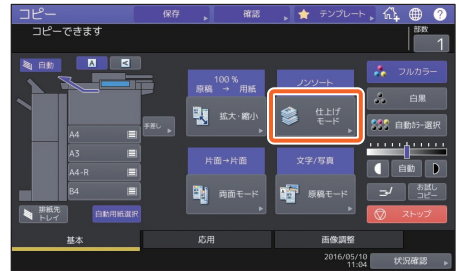 コピー
保存
確認
テンプレート
?
コピーできます
部数
1
自動
A
100 %
原稿 → 用紙
ノンソート
フルカラー
拡大・縮小
仕上げ
モード
白黒
手差し
自動カラー選択
A4
A3
A4-R
B4
片面→片面
文字/写真
自動
両面モード
原稿モード
お試し
コピー
排紙先
トレイ
自動用紙選択
ストップ
基本
応用
画像調整
2016/05/10
11:04
状況確認